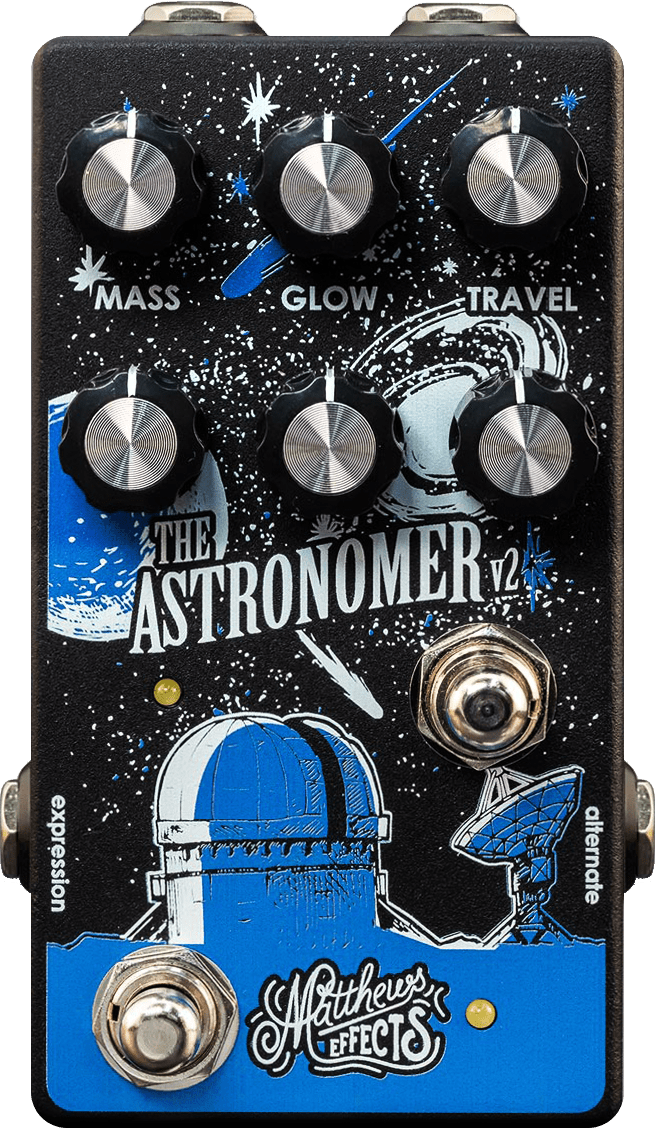 MASS GLOW TRAVEL
THE
ASTRONOMER v2
expression
alternate
Matthews
EFFECTS